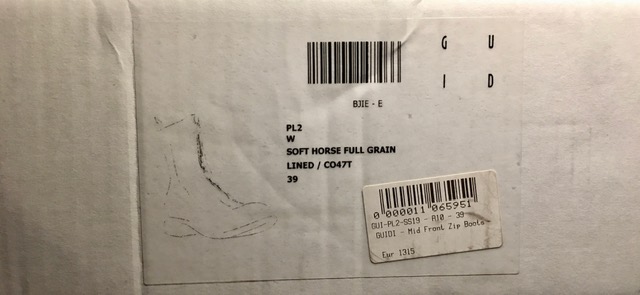 G U
I D
BJIE - E
PL2
W
SOFT HORSE FULL GRAIN
LINED / CO47T
39
0 000011 065951
GUI-PL2-SS19 - A10 - 39
GUIDI - Mid Front Zip Boots -
Eur 1315